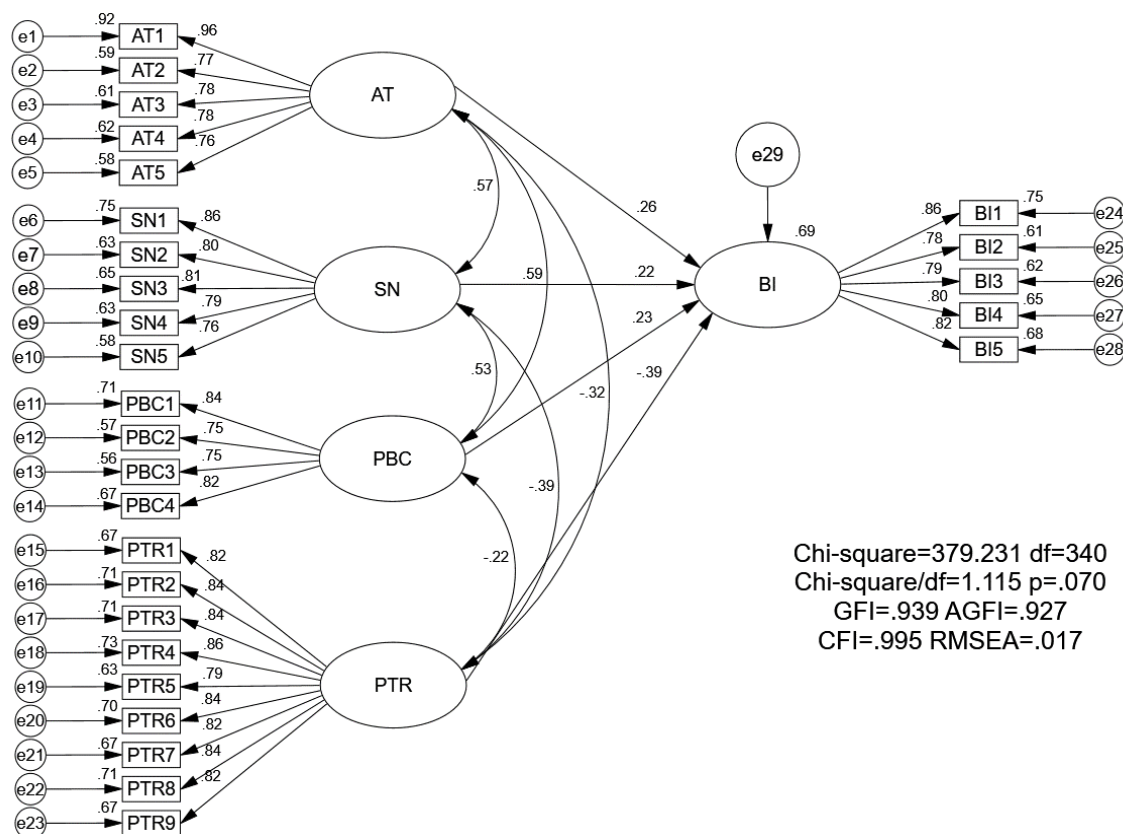 e1 .92 AT1 .96
e2 .59 AT2 .77
e3 .61 AT3 .78
e4 .62 AT4 .78
e5 .58 AT5 .76
AT
e6 .75 SN1 .86
e7 .63 SN2 .80
e8 .65 SN3 .81
e9 .63 SN4 .79
e10 .58 SN5 .76
SN
e11 .71 PBC1 .84
e12 .57 PBC2 .75
e13 .56 PBC3 .75
e14 .67 PBC4 .82
PBC
e15 .67 PTR1 .82
e16 .71 PTR2 .84
e17 .71 PTR3 .84
e18 .73 PTR4 .86
e19 .63 PTR5 .79
e20 .70 PTR6 .84
e21 .67 PTR7 .82
e22 .71 PTR8 .84
e23 .67 PTR9 .82
PTR
.57
.59
.53
-.32
-.39
-.22
.26
.22
.23
-.39
e29
.69
BI
.86 BI1 .75 e24
.78 BI2 .61 e25
.79 BI3 .62 e26
.80 BI4 .65 e27
.82 BI5 .68 e28
Chi-square=379.231 df=340
Chi-square/df=1.115 p=.070
GFI=.939 AGFI=.927
CFI=.995 RMSEA=.017